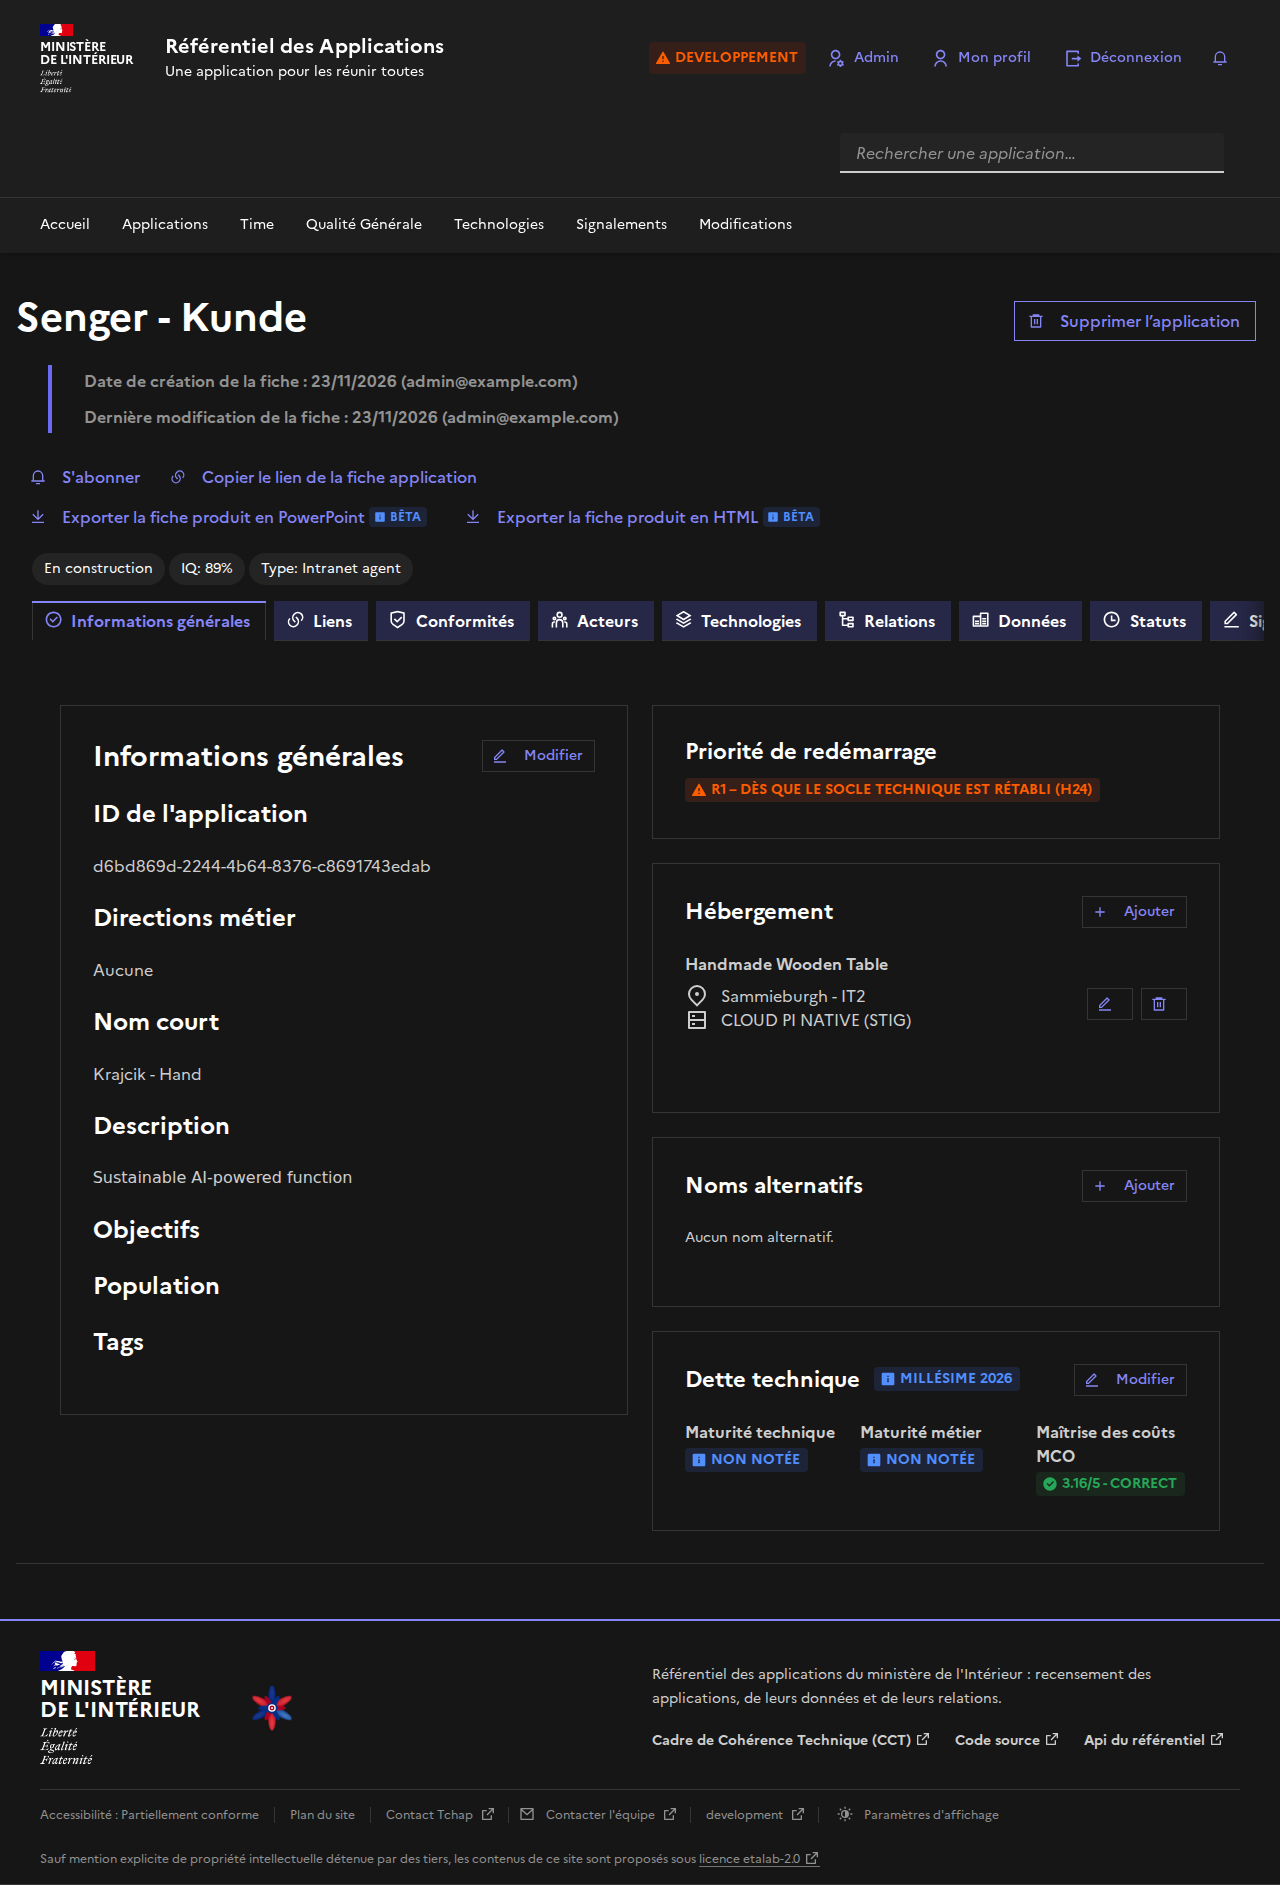 MINISTÈRE
DE L'INTÉRIEUR
Liberté
Égalité
Fraternité
Référentiel des Applications
Une application pour les réunir toutes
DEVELOPPEMENT
Admin
Mon profil
Déconnexion
Rechercher une application...
Accueil
Applications
Time
Qualité Générale
Technologies
Signalements
Modifications
Senger - Kunde
Supprimer l’application
Date de création de la fiche : 23/11/2026 (admin@example.com)
Dernière modification de la fiche : 23/11/2026 (admin@example.com)
S'abonner
Copier le lien de la fiche application
Exporter la fiche produit en PowerPoint BÊTA
Exporter la fiche produit en HTML BÊTA
En construction
IQ: 89%
Type: Intranet agent
Informations générales
Liens
Conformités
Acteurs
Technologies
Relations
Données
Statuts
Informations générales
Modifier
ID de l'application
d6bd869d-2244-4b64-8376-c8691743edab
Directions métier
Aucune
Nom court
Krajcik - Hand
Description
Sustainable AI-powered function
Objectifs
Population
Tags
Priorité de redémarrage
R1 – DÈS QUE LE SOCLE TECHNIQUE EST RÉTABLI (H24)
Hébergement
Ajouter
Handmade Wooden Table
Sammieburgh - IT2
CLOUD PI NATIVE (STIG)
Noms alternatifs
Ajouter
Aucun nom alternatif.
Dette technique
MILLÉSIME 2026
Modifier
Maturité technique
NON NOTÉE
Maturité métier
NON NOTÉE
Maîtrise des coûts
MCO
3.16/5 - CORRECT
MINISTÈRE
DE L'INTÉRIEUR
Liberté
Égalité
Fraternité
Référentiel des applications du ministère de l'Intérieur : recensement des
applications, de leurs données et de leurs relations.
Cadre de Cohérence Technique (CCT)
Code source
Api du référentiel
Accessibilité : Partiellement conforme
Plan du site
Contact Tchap
Contacter l'équipe
development
Paramètres d'affichage
Sauf mention explicite de propriété intellectuelle détenue par des tiers, les contenus de ce site sont proposés sous licence etalab-2.0